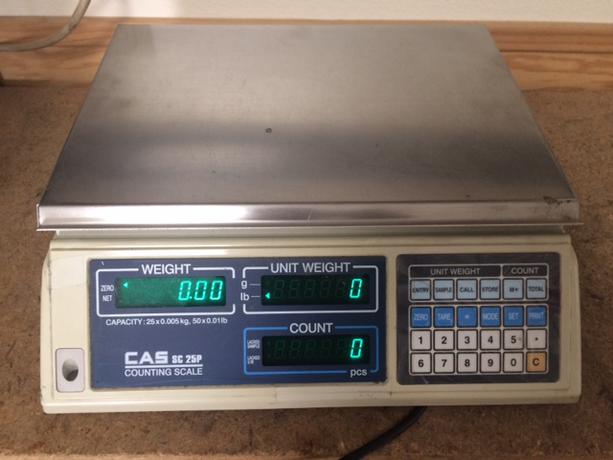 WEIGHT
ZERO
NET
0.00
CAPACITY : 25 x 0.005 kg, 50 x 0.01 lb
UNIT WEIGHT
g
lb
0
COUNT
LACKED
SAMPLE
0
pcs
CAS SC 25P
COUNTING SCALE
UNIT WEIGHT COUNT
ENTRY SAMPLE CALL STORE M+ TOTAL
ZERO TARE MODE SET PRINT
1 2 3 4 5 •
6 7 8 9 0 C